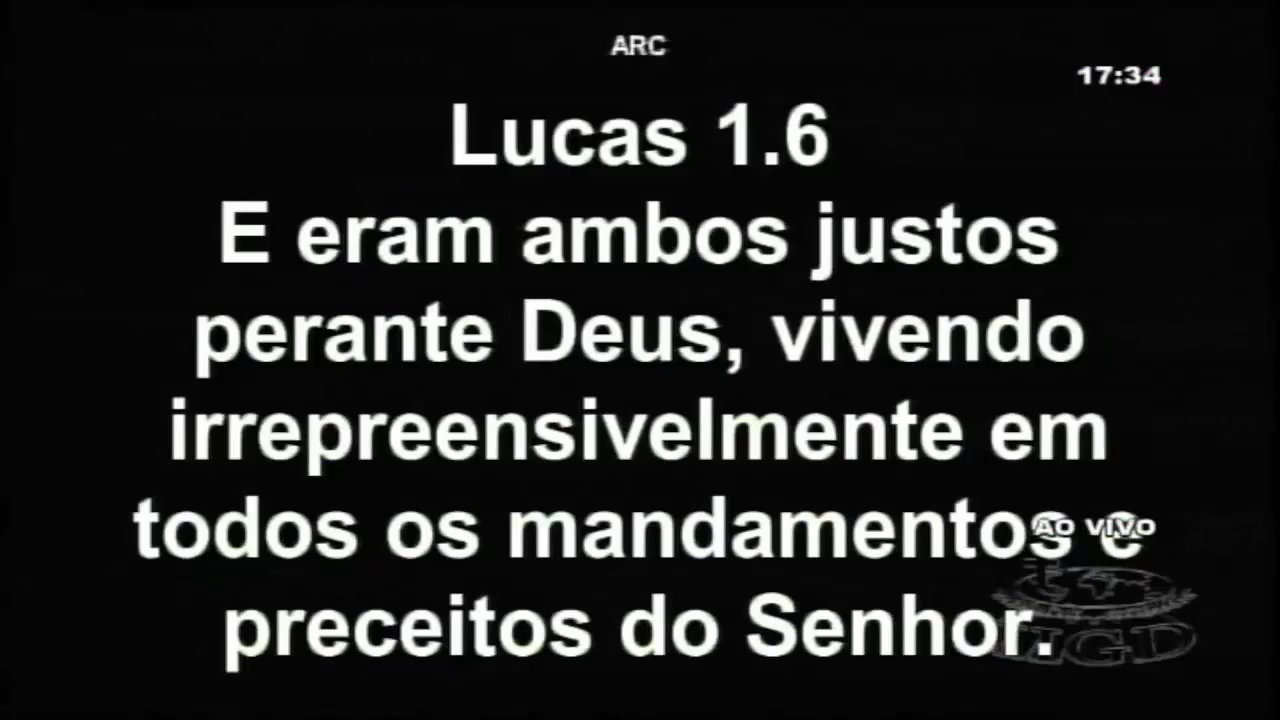 ARC
17:34
Lucas 1.6
E eram ambos justos
perante Deus, vivendo
irrepreensivelmente em
todos os mandamentos e
AO VIVO
preceitos do Senhor.